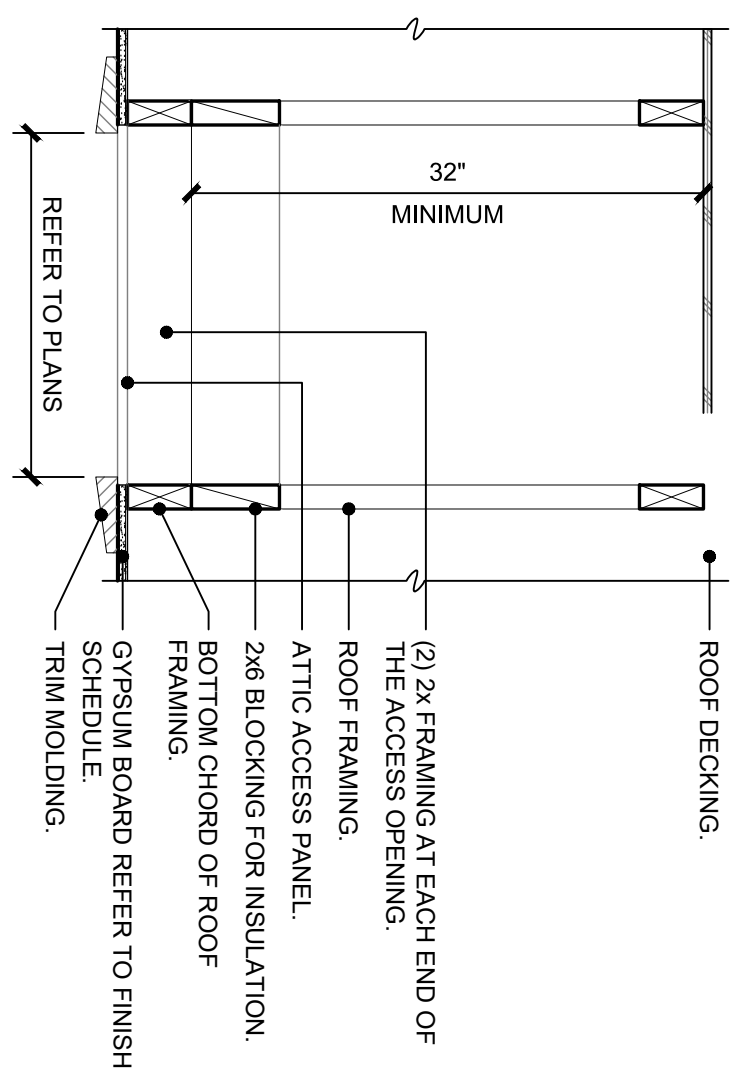 ROOF DECKING.
(2) 2x FRAMING AT EACH END OF
THE ACCESS OPENING.
ROOF FRAMING.
ATTIC ACCESS PANEL.
2x6 BLOCKING FOR INSULATION.
BOTTOM CHORD OF ROOF
FRAMING.
GYPSUM BOARD REFER TO FINISH
SCHEDULE.
TRIM MOLDING.
32"
MINIMUM
REFER TO PLANS